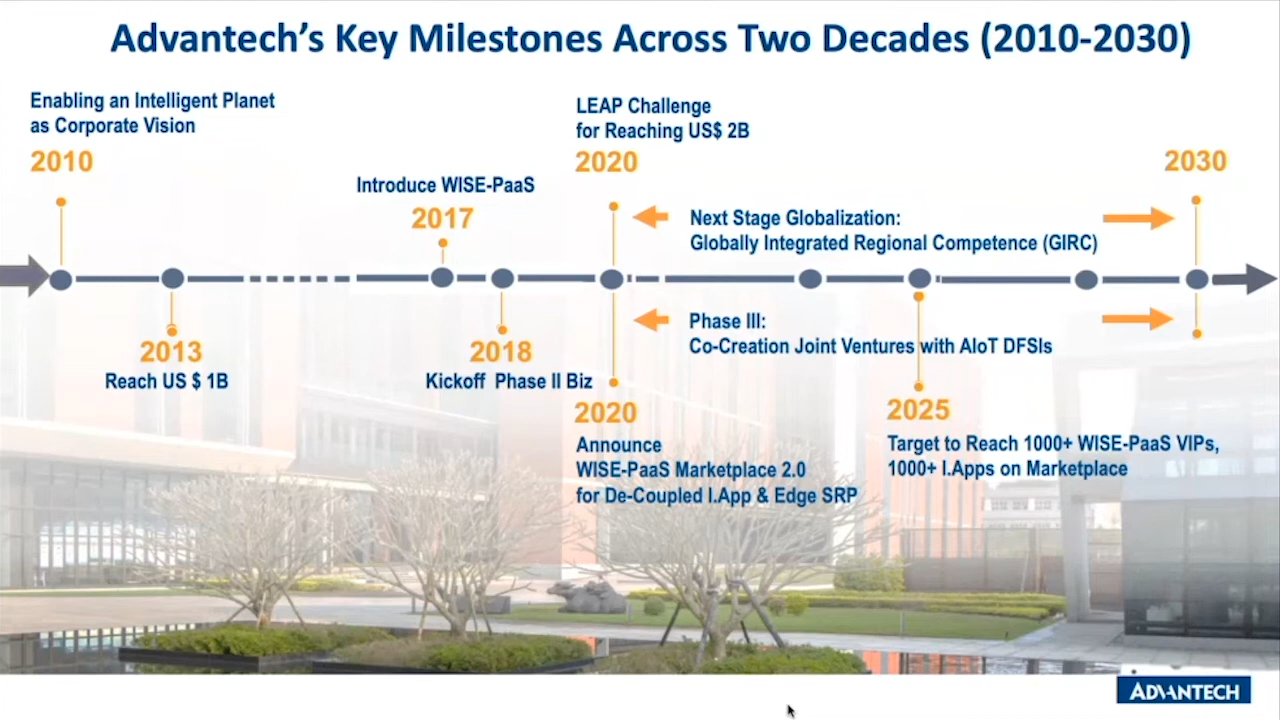 Advantech's Key Milestones Across Two Decades (2010-2030)
Enabling an Intelligent Planet
as Corporate Vision
2010
LEAP Challenge
for Reaching US$ 2B
2020
2030
Introduce WISE-PaaS
2017
Next Stage Globalization:
Globally Integrated Regional Competence (GIRC)
Phase III:
Co-Creation Joint Ventures with AIoT DFSIs
2013
Reach US $ 1B
2018
Kickoff Phase II Biz
2020
Announce
WISE-PaaS Marketplace 2.0
for De-Coupled I.App & Edge SRP
2025
Target to Reach 1000+ WISE-PaaS VIPs,
1000+ I.Apps on Marketplace
ADVANTECH